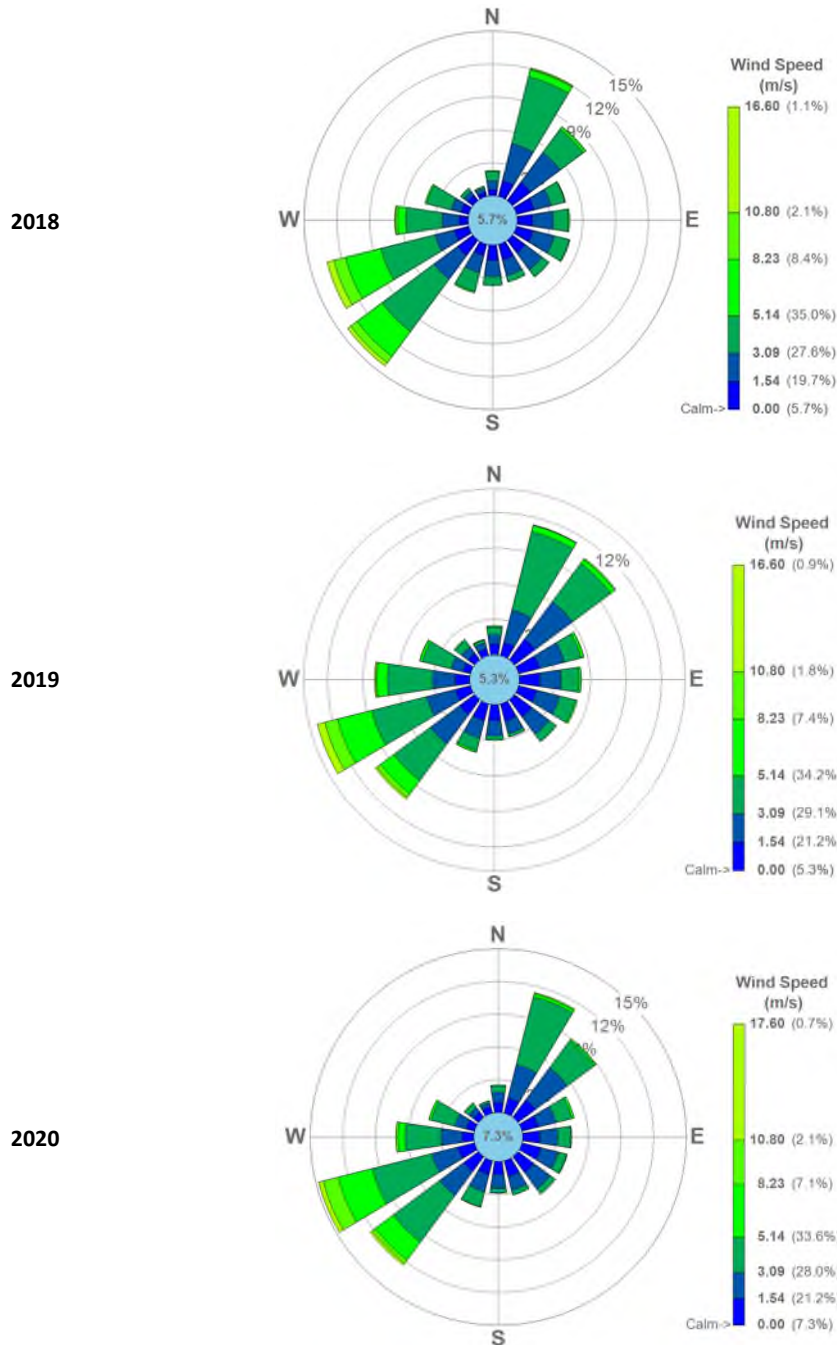 2018
N
W
E
S
15%
12%
9%
5.7%
Wind Speed
(m/s)
16.60 (1.1%)
10.80 (2.1%)
8.23 (8.4%)
5.14 (35.0%)
3.09 (27.6%)
1.54 (19.7%)
Calm-> 0.00 (5.7%)
2019
N
W
E
S
12%
5.3%
Wind Speed
(m/s)
16.60 (0.9%)
10.80 (1.8%)
8.23 (7.4%)
5.14 (34.2%
3.09 (29.1%)
1.54 (21.2%)
Calm-> 0.00 (5.3%)
2020
N
W
E
S
15%
12%
%
7.3%
Wind Speed
(m/s)
17.60 (0.7%)
10.80 (2.1%)
8.23 (7.1%)
5.14 (33.6%
3.09 (28.0%)
1.54 (21.2%
Calm-> 0.00 (7.3%)